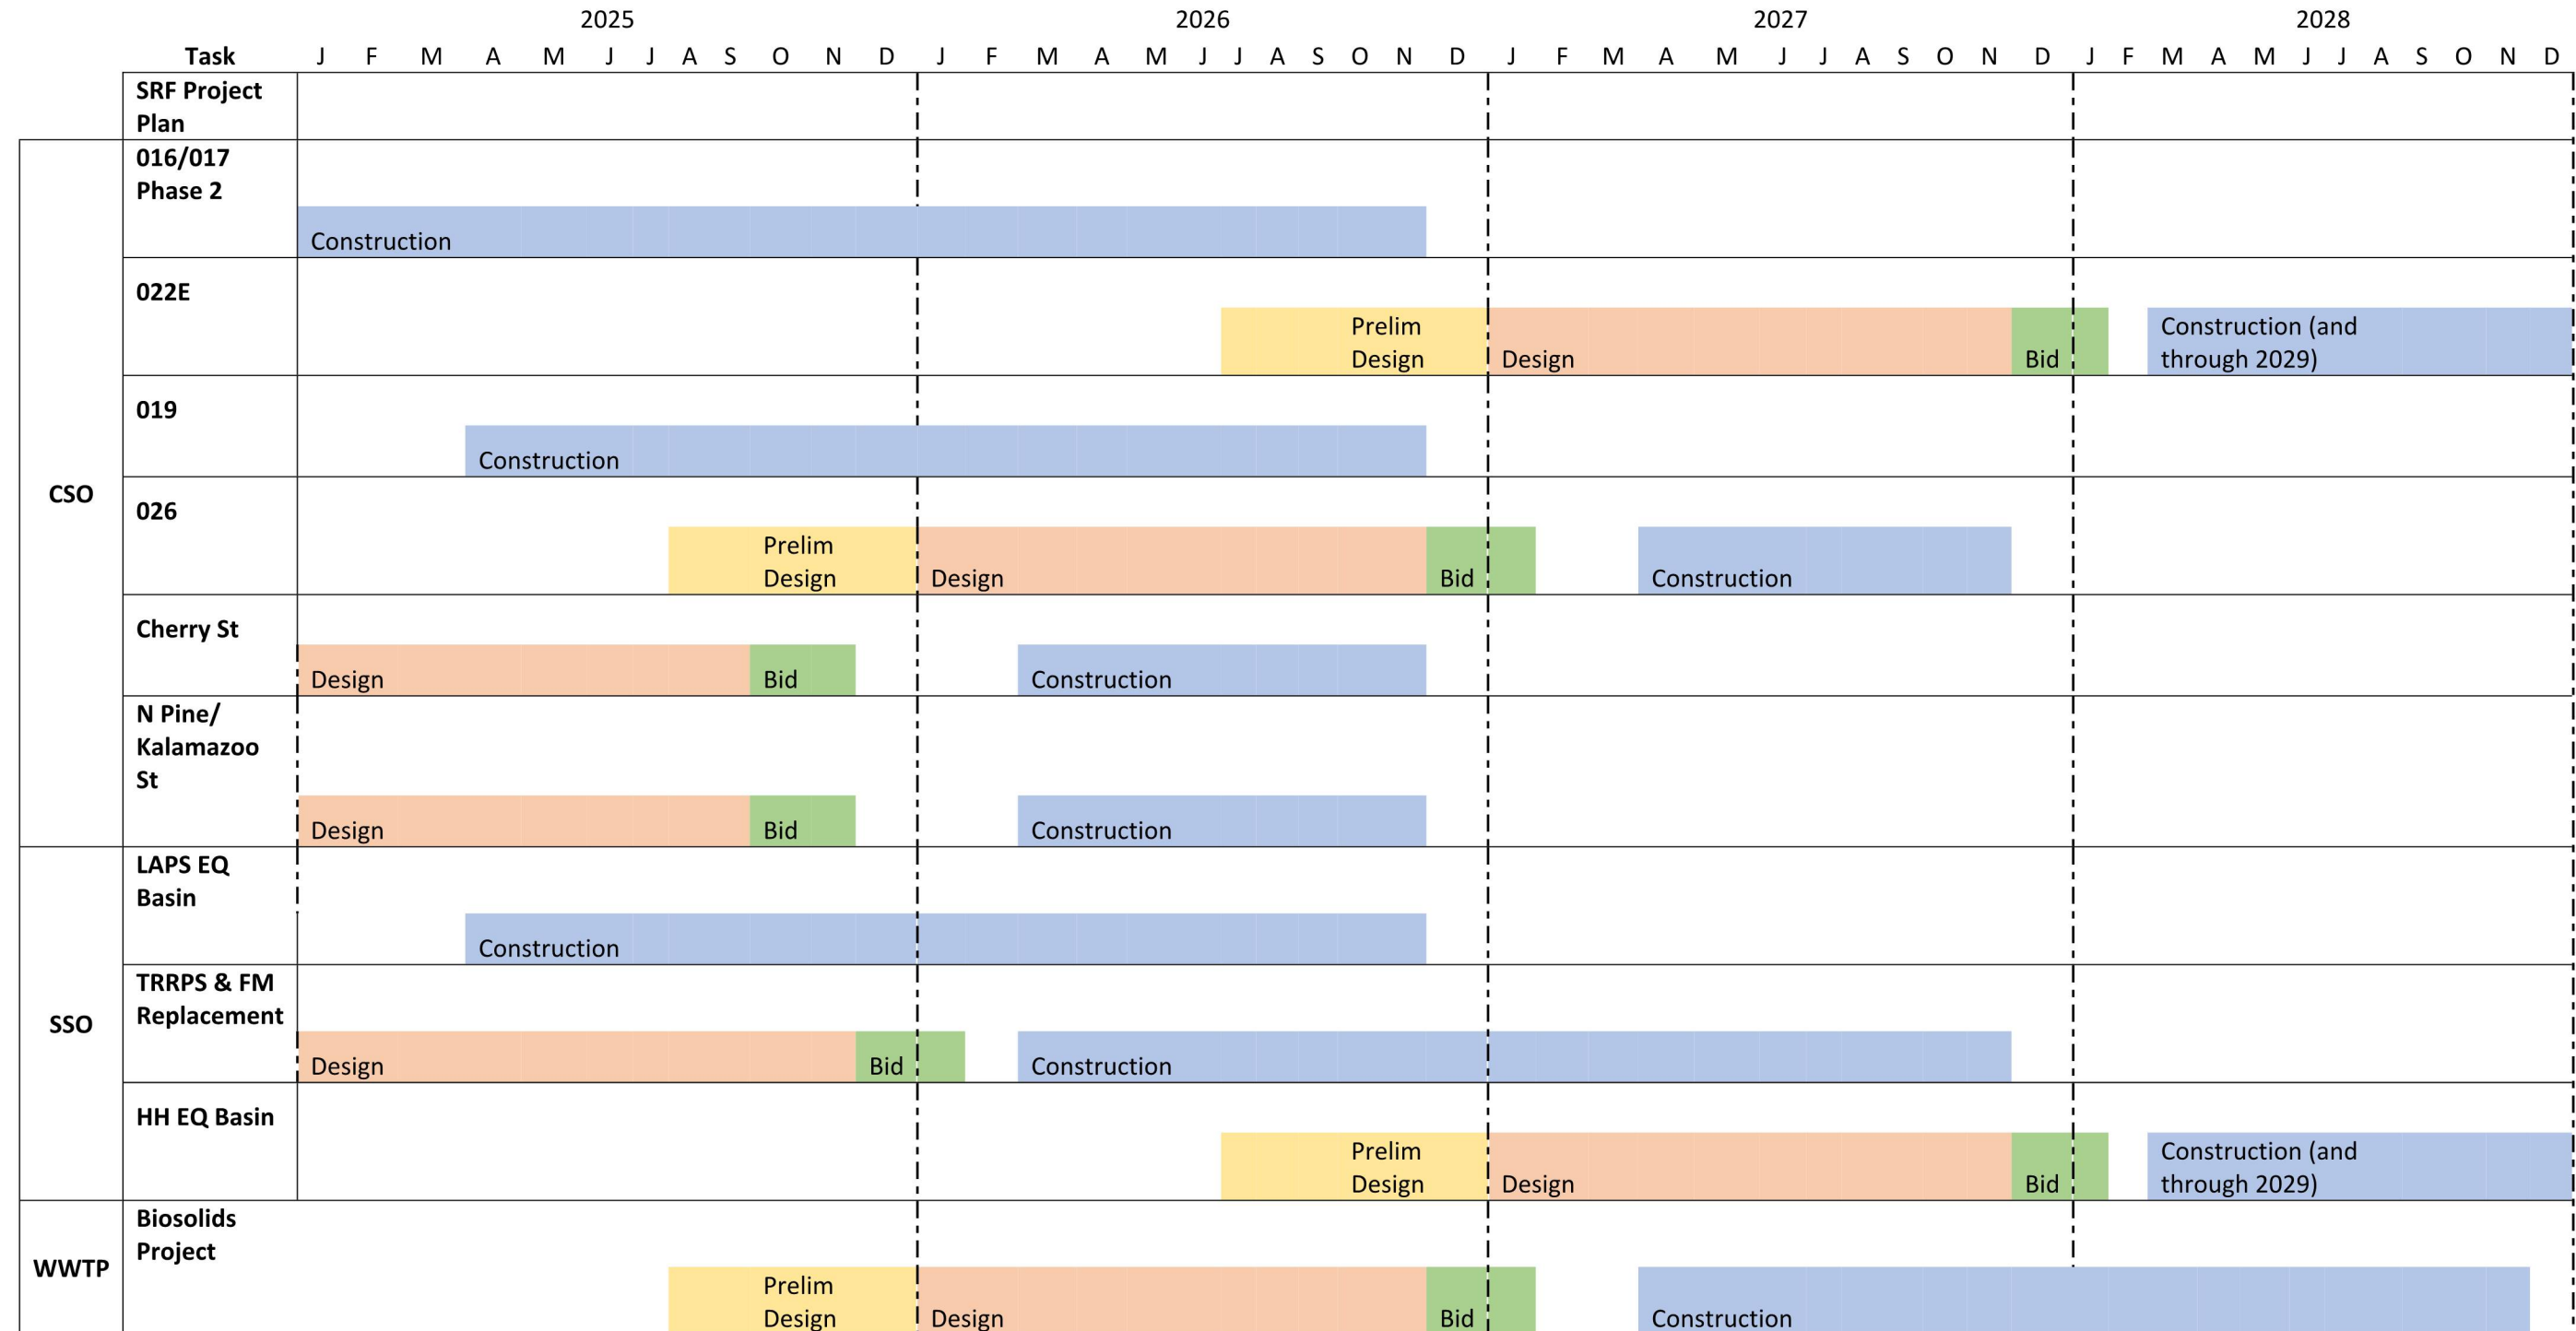 2025 2026 2027 2028
Task J F M A M J J A S O N D J F M A M J J A S O N D J F M A M J J A S O N D J F M A M J J A S O N D
SRF Project
Plan
CSO
016/017
Phase 2
Construction
022E
Prelim
Design
Design
Bid
Construction (and
through 2029)
019
Construction
026
Prelim
Design
Design
Bid
Construction
Cherry St
Design
Bid
Construction
N Pine/
Kalamazoo
St
Design
Bid
Construction
SSO
LAPS EQ
Basin
Construction
TRRPS & FM
Replacement
Design
Bid
Construction
HH EQ Basin
Prelim
Design
Design
Bid
Construction (and
through 2029)
WWTP
Biosolids
Project
Prelim
Design
Design
Bid
Construction